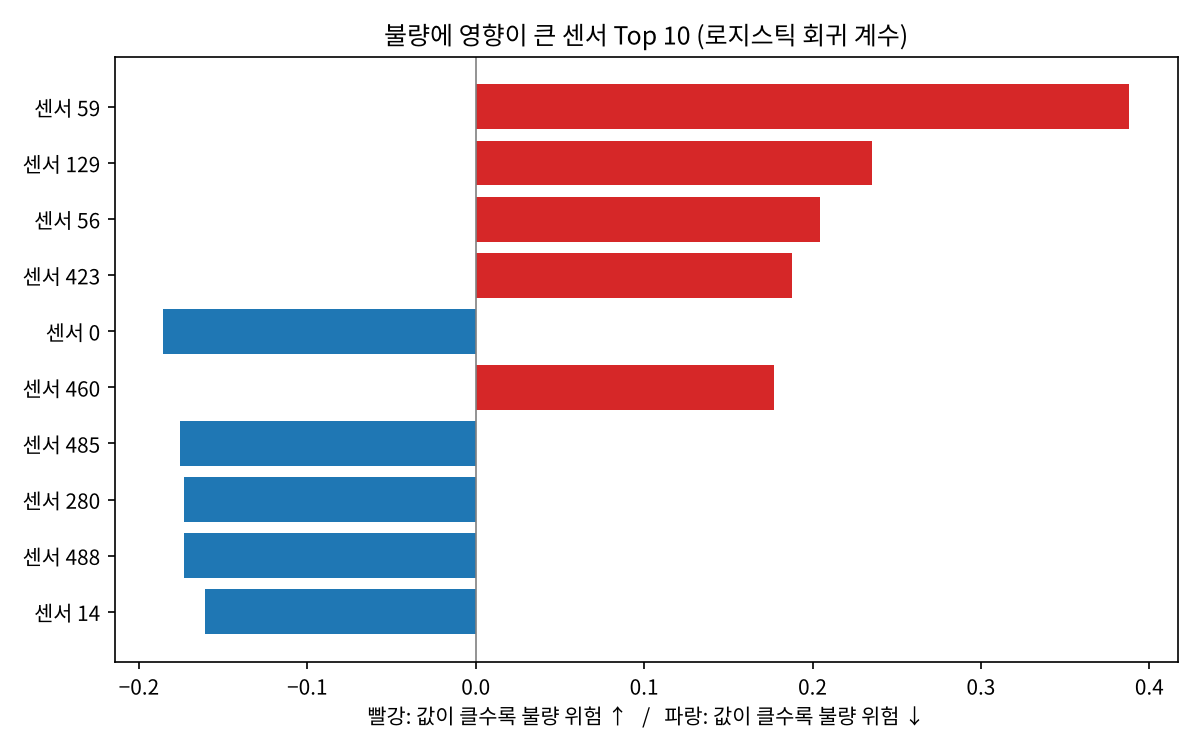 불량에 영향이 큰 센서 Top 10 (로지스틱 회귀 계수)
센서 59
센서 129
센서 56
센서 423
센서 0
센서 460
센서 485
센서 280
센서 488
센서 14
−0.2 −0.1 0.0 0.1 0.2 0.3 0.4
빨강: 값이 클수록 불량 위험 ↑ / 파랑: 값이 클수록 불량 위험 ↓